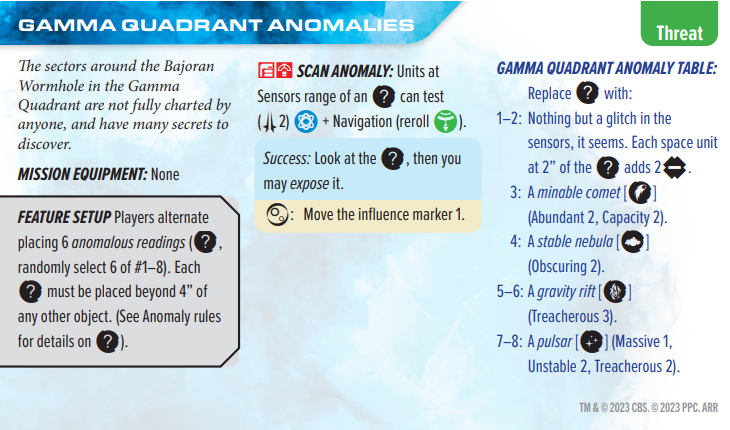 GAMMA QUADRANT ANOMALIES
Threat
The sectors around the Bajoran
Wormhole in the Gamma
Quadrant are not fully charted by
anyone, and have many secrets to
discover.
MISSION EQUIPMENT: None
FEATURE SETUP Players alternate
placing 6 anomalous readings (?,
randomly select 6 of #1–8). Each
? must be placed beyond 4” of
any other object. (See Anomaly rules
for details on ?).
SCAN ANOMALY: Units at
Sensors range of an ? can test
(2) + Navigation (reroll ).
Success: Look at the ?, then you
may expose it.
: Move the influence marker 1.
GAMMA QUADRANT ANOMALY TABLE:
Replace ? with:
1–2: Nothing but a glitch in the
sensors, it seems. Each space unit
at 2” of the ? adds 2.
3: A minable comet []
(Abundant 2, Capacity 2).
4: A stable nebula []
(Obscuring 2).
5–6: A gravity rift []
(Treacherous 3).
7–8: A pulsar [] (Massive 1,
Unstable 2, Treacherous 2).
TM & © 2023 CBS. © 2023 PPC. ARR